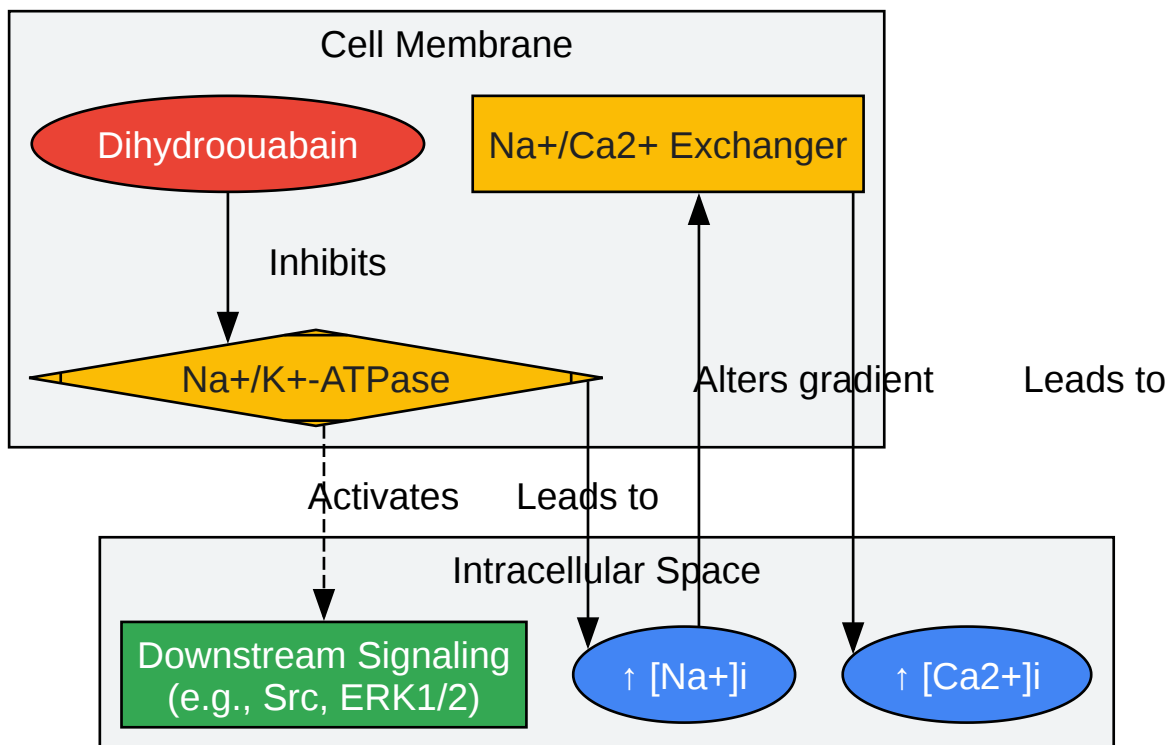 Cell Membrane
Dihydroouabain
Na+/Ca2+ Exchanger
Inhibits
Na+/K+-ATPase
Alters gradient
Leads to
Activates
Leads to
Intracellular Space
Downstream Signaling
(e.g., Src, ERK1/2)
↑ [Na+]i
↑ [Ca2+]i